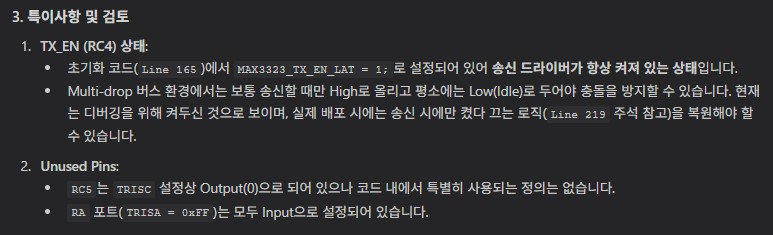 3. 특이사항 및 검토
1. TX_EN (RC4) 상태:
• 초기화 코드( Line 165 )에서 MAX3323_TX_EN_LAT = 1; 로 설정되어 있어 송신 드라이버가 항상 켜져 있는 상태입니다.
• Multi-drop 버스 환경에서는 보통 송신할 때만 High로 올리고 평소에는 Low(Idle)로 두어야 충돌을 방지할 수 있습니다. 현재
는 디버깅을 위해 켜두신 것으로 보이며, 실제 배포 시에는 송신 시에만 켰다 끄는 로직( Line 219 주석 참고)을 복원해야 할
수 있습니다.
2. Unused Pins:
• RC5 는 TRISC 설정상 Output(0)으로 되어 있으나 코드 내에서 특별히 사용되는 정의는 없습니다.
• RA 포트( TRISA = 0xFF )는 모두 Input으로 설정되어 있습니다.